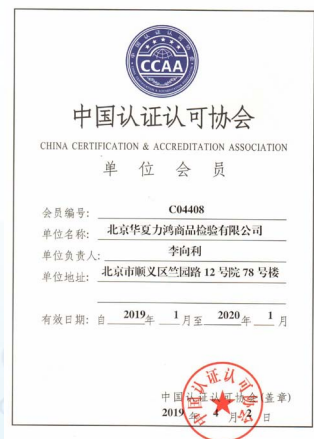 CCAA
中国认证认可协会
CHINA CERTIFICATION & ACCREDITATION ASSOCIATION
单 位 会 员
会员编号: C04408
单位名称: 北京华夏力鸿商品检验有限公司
单位负责人: 李向利
单位地址: 北京市顺义区竺园路 12 号院 78 号楼
有效日期: 自 2019 年 1 月至 2020 年 1 月
中国认证认可协会(盖章)
2019 年 4 月 2 日